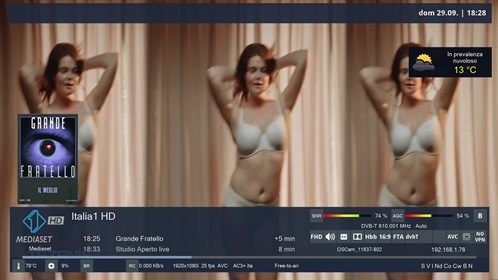 dom 29.09. | 18:28
In prevalenza
nuvoloso
13 °C
GRANDE
FRATELLO
IL MEGLIO
1 HD
Italia1 HD
MEDIASET
Mediaset
18:25 Grande Fratello +5 min
18:33 Studio Aperto live 8 min
SNR 74 % AGC 54 % B
DVB-T 610.001 MHz Auto
FHD Hbb 16:9 FTA dvbT AVC NO VPN
OSCam_11837-802 192.168.1.78
79°C 9% BR RC 0.000 KB/s 1920x1080i 25 fps AVC AC3+ ita Free-to-air S V I Nd Co Cw B N